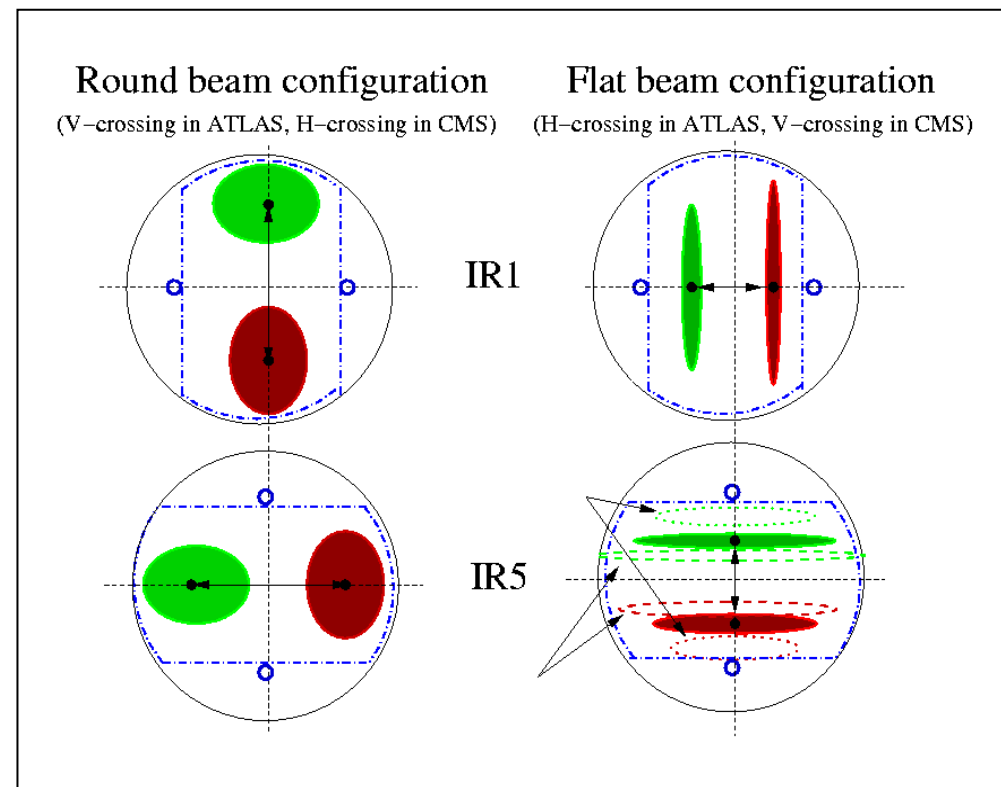 Round beam configuration
(V−crossing in ATLAS, H−crossing in CMS)
Flat beam configuration
(H−crossing in ATLAS, V−crossing in CMS)
IR1
IR5